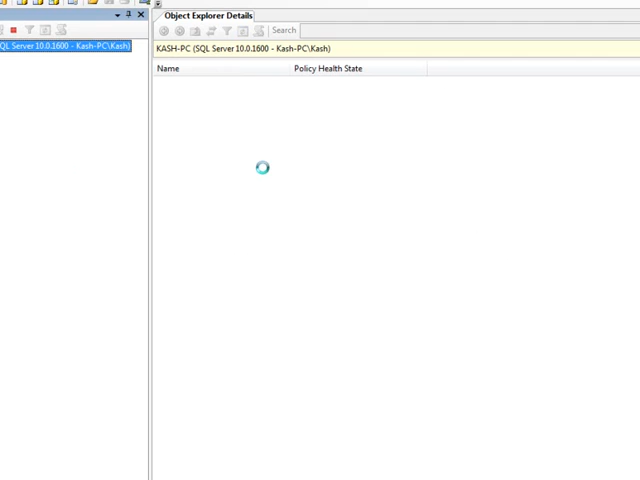 Object Explorer Details
Search
QL Server 10.0.1600 - Kash-PC\Kash)
KASH-PC (SQL Server 10.0.1600 - Kash-PC\Kash)
Name Policy Health State